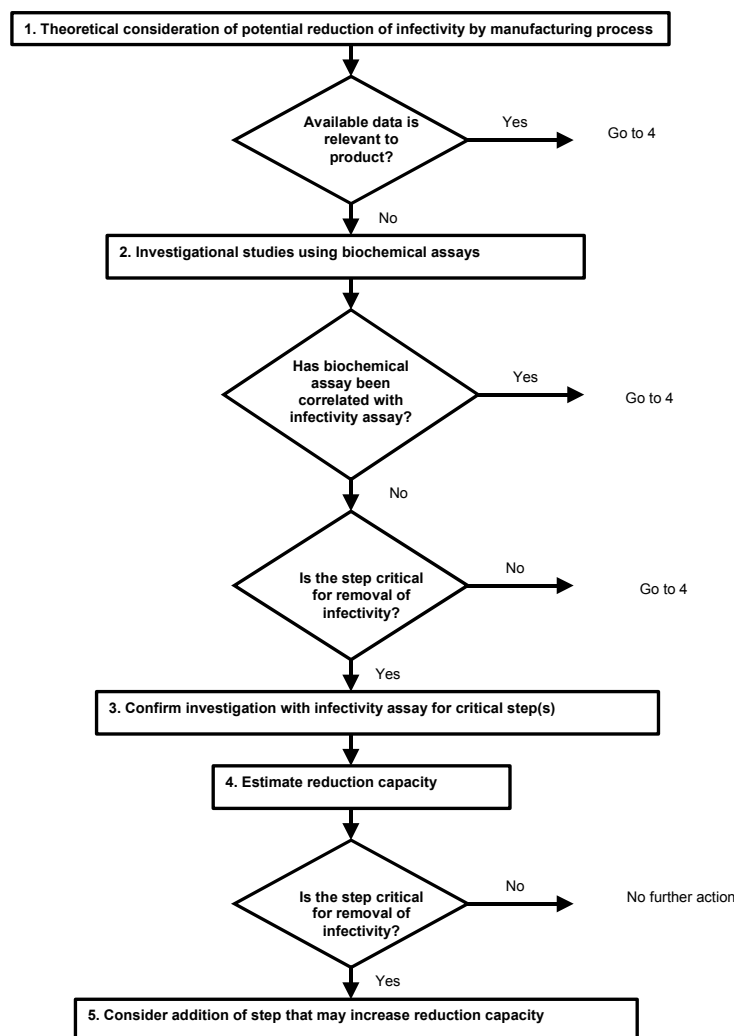 1. Theoretical consideration of potential reduction of infectivity by manufacturing process
Available data is
relevant to
product?
Yes
Go to 4
No
2. Investigational studies using biochemical assays
Has biochemical
assay been
correlated with
infectivity assay?
Yes
Go to 4
No
Is the step critical
for removal of
infectivity?
No
Go to 4
Yes
3. Confirm investigation with infectivity assay for critical step(s)
4. Estimate reduction capacity
Is the step critical
for removal of
infectivity?
No
No further action
Yes
5. Consider addition of step that may increase reduction capacity